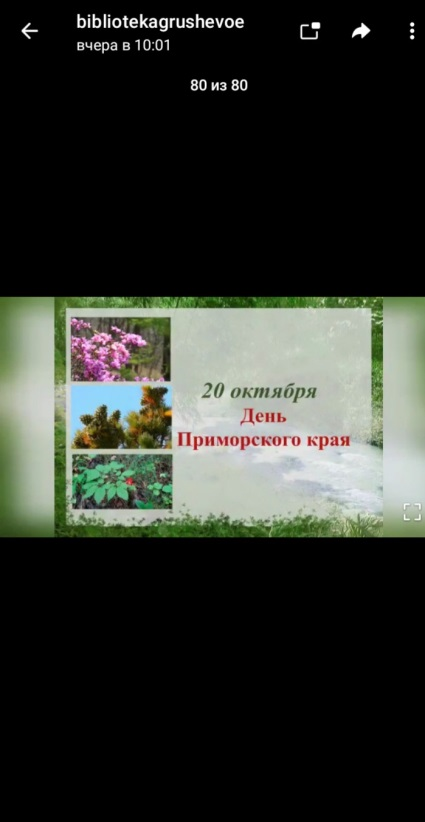 bibliotekagrushevoe
вчера в 10:01
80 из 80
20 октября
День
Приморского края